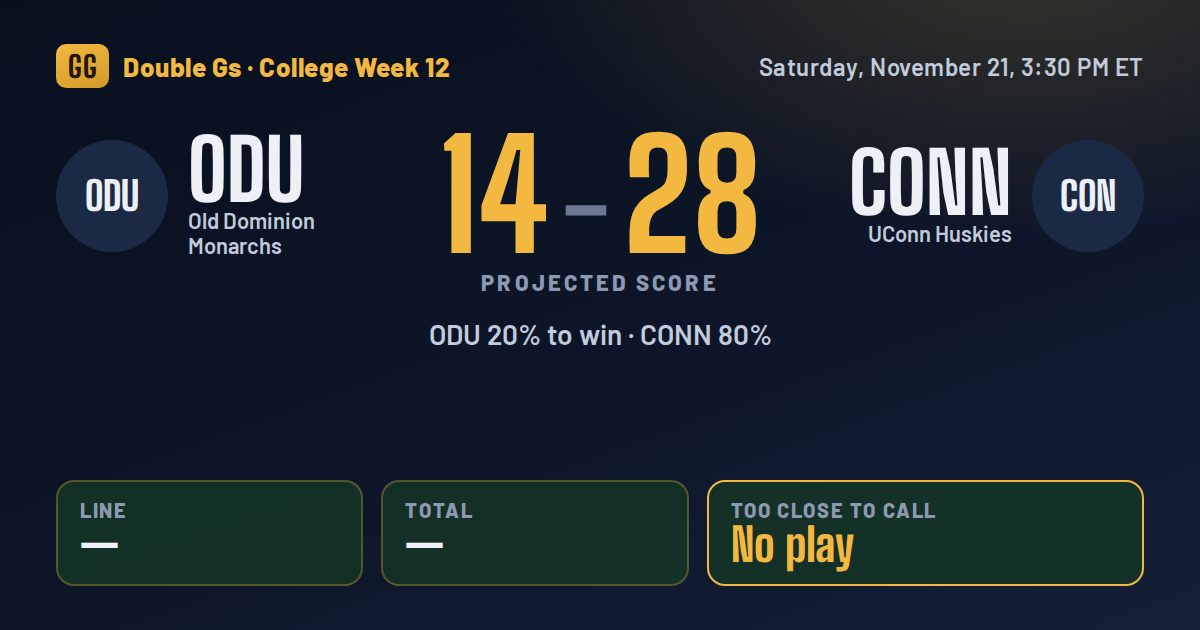 GG
Double Gs · College Week 12
Saturday, November 21, 3:30 PM ET
ODU
ODU
Old Dominion
Monarchs
14 – 28
PROJECTED SCORE
ODU 20% to win · CONN 80%
CONN
UConn Huskies
CON
LINE
—
TOTAL
—
TOO CLOSE TO CALL
No play